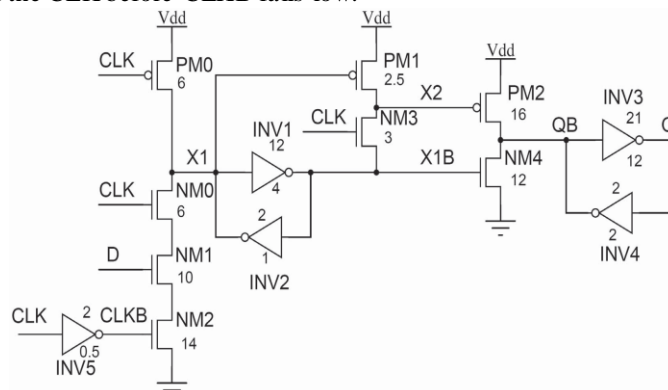 Vdd
Vdd
Vdd
CLK
PM0
6
PM1
2.5
X2
PM2
16
INV3
21
12
QB
INV1
12
4
CLK
NM3
3
X1
X1B
NM4
12
CLK
NM0
6
2
1
INV2
2
2
INV4
D
NM1
10
CLK
2
0.5
INV5
CLKB
NM2
14